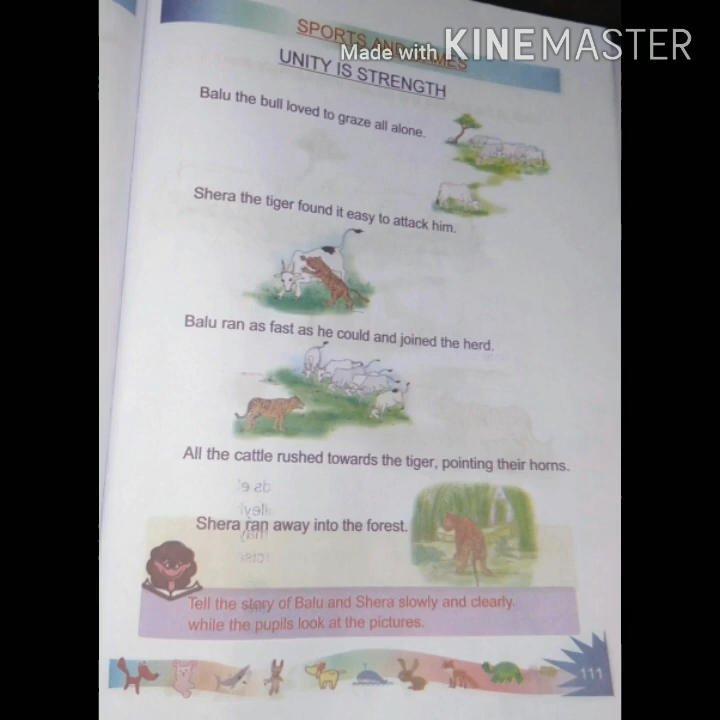 SPORTS AND GAMES
Made with KINEMASTER
UNITY IS STRENGTH
Balu the bull loved to graze all alone.
Shera the tiger found it easy to attack him.
Balu ran as fast as he could and joined the herd.
All the cattle rushed towards the tiger, pointing their horns.
Shera ran away into the forest.
Tell the story of Balu and Shera slowly and clearly.
while the pupils look at the pictures.
111